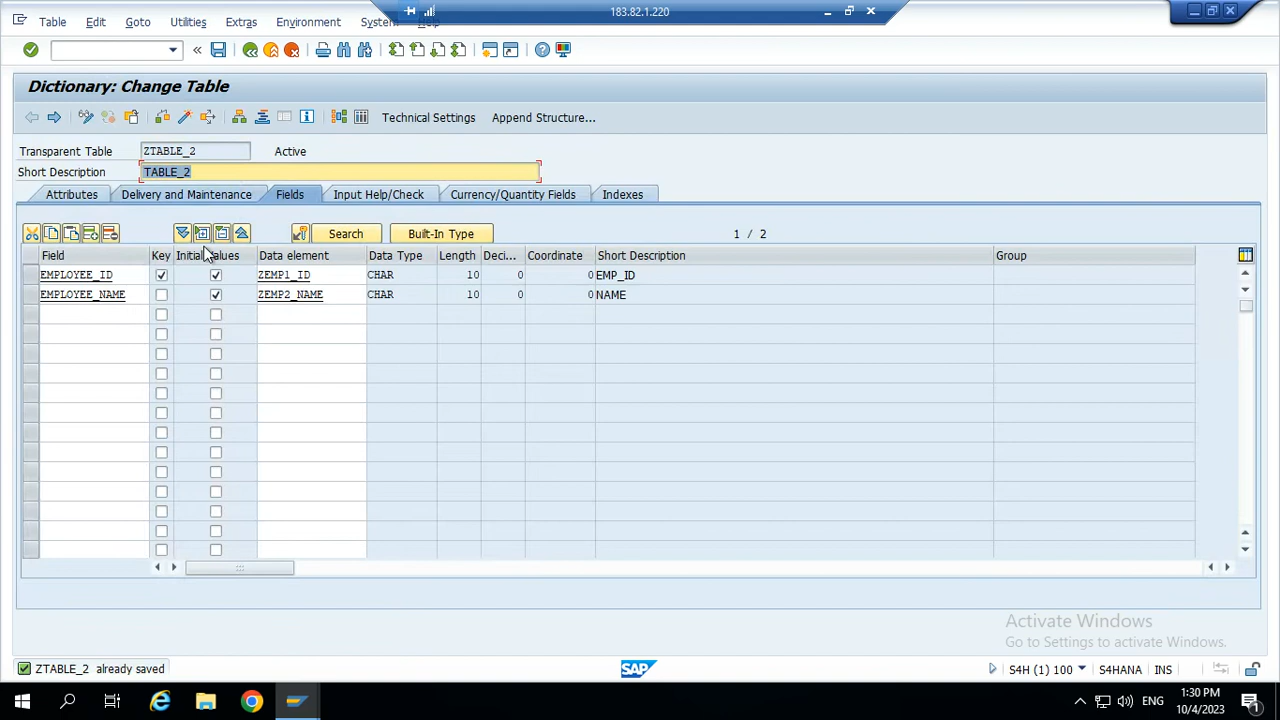 183.82.1.220
Table Edit Goto Utilities Extras Environment System Help
Dictionary: Change Table
Technical Settings Append Structure...
Transparent Table ZTABLE_2 Active
Short Description TABLE_2
Attributes Delivery and Maintenance Fields Input Help/Check Currency/Quantity Fields Indexes
Search Built-In Type 1 / 2
Field Key Initial Values Data element Data Type Length Deci... Coordinate Short Description Group
EMPLOYEE_ID ZEMP1_ID CHAR 10 0 0 EMP_ID
EMPLOYEE_NAME ZEMP2_NAME CHAR 10 0 0 NAME
Activate Windows
Go to Settings to activate Windows.
ZTABLE_2 already saved SAP S4H (1) 100 S4HANA INS
ENG 1:30 PM
10/4/2023 1